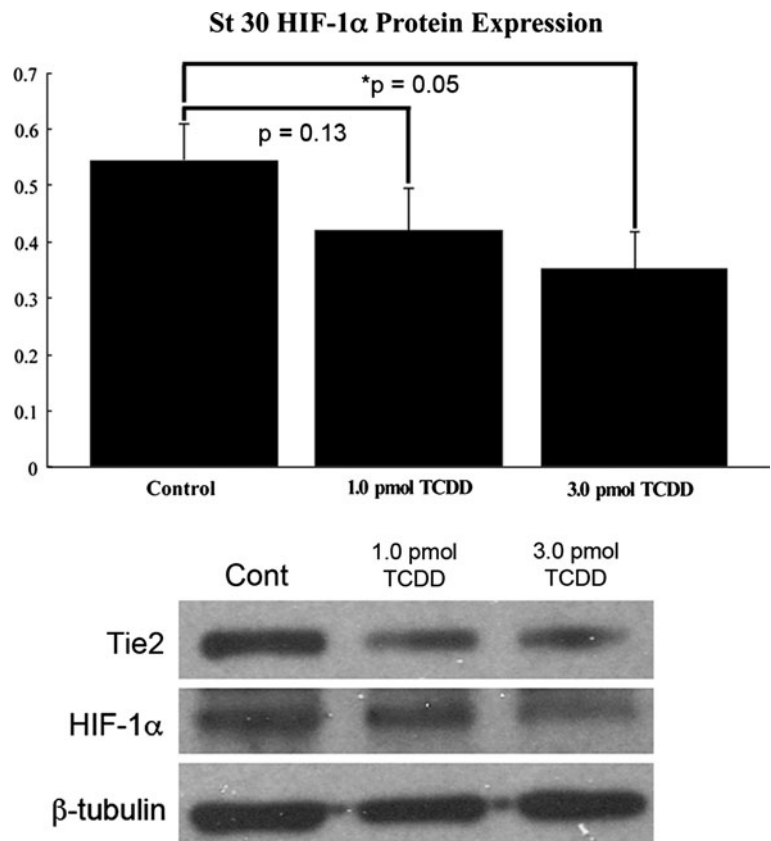 St 30 HIF-1α Protein Expression
0.7
0.6
0.5
0.4
0.3
0.2
0.1
0
*p = 0.05
p = 0.13
Control
1.0 pmol TCDD
3.0 pmol TCDD
Cont
1.0 pmol
TCDD
3.0 pmol
TCDD
Tie2
HIF-1α
β-tubulin